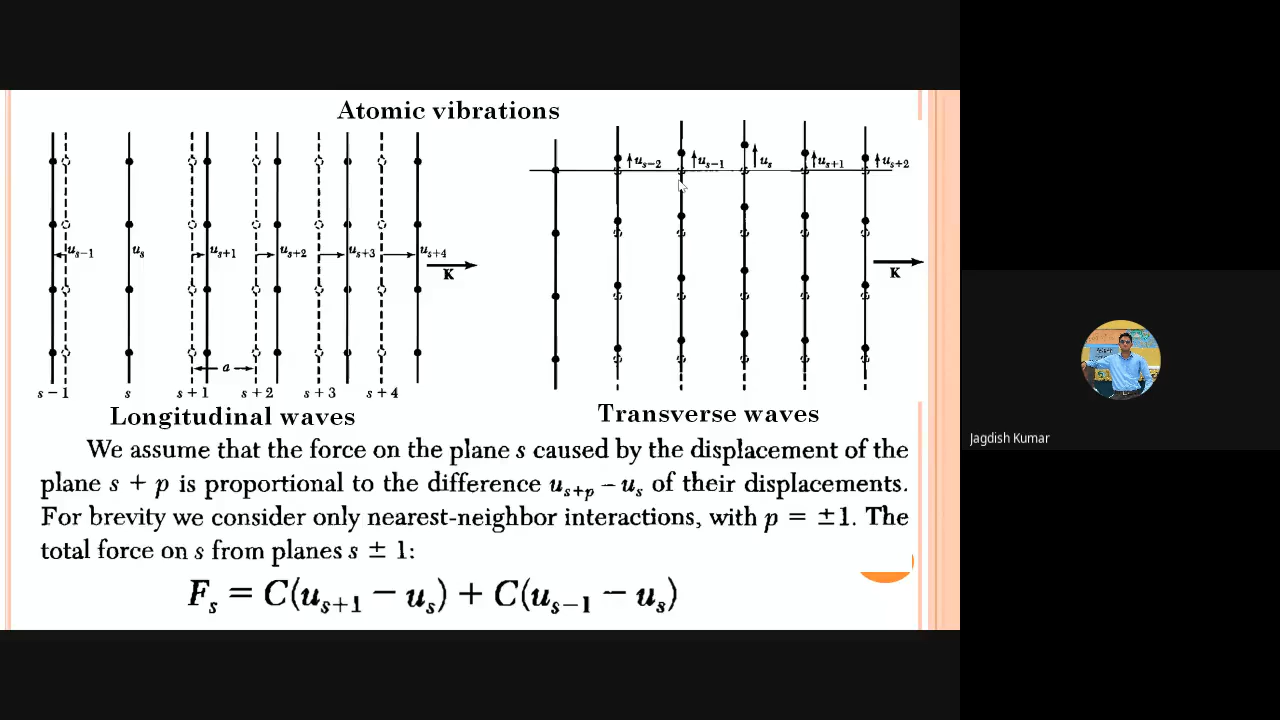 Atomic vibrations
u_{s−2} u_{s−1} u_s u_{s+1} u_{s+2}
u_{s−1} u_s u_{s+1} u_{s+2} u_{s+3} u_{s+4}
K
K
a
s − 1 s s + 1 s + 2 s + 3 s + 4
Longitudinal waves
Transverse waves
We assume that the force on the plane s caused by the displacement of the
plane s + p is proportional to the difference u_{s+p} − u_s of their displacements.
For brevity we consider only nearest-neighbor interactions, with p = ±1. The
total force on s from planes s ± 1:
F_s = C(u_{s+1} − u_s) + C(u_{s−1} − u_s)
Jagdish Kumar